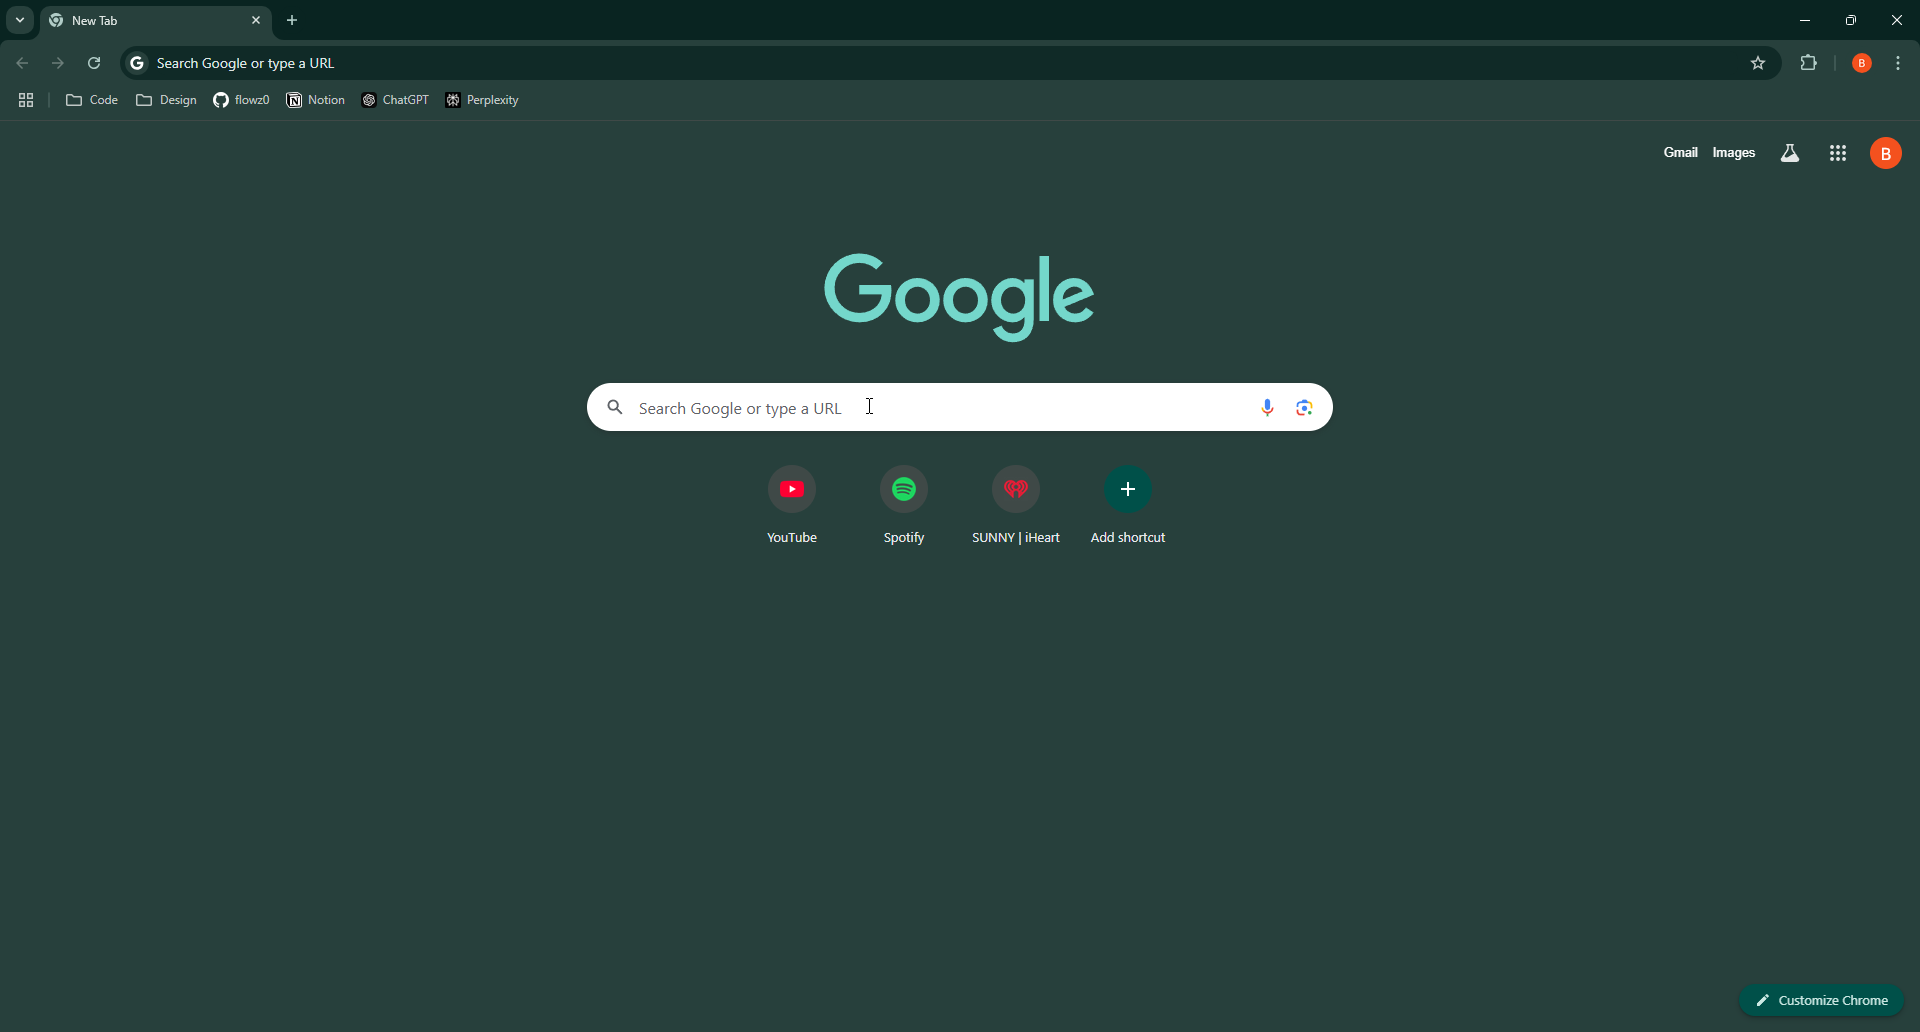 New Tab
Search Google or type a URL
B
Code Design flowz0 Notion ChatGPT Perplexity
Gmail Images B
Google
Search Google or type a URL
YouTube Spotify SUNNY | iHeart Add shortcut
Customize Chrome